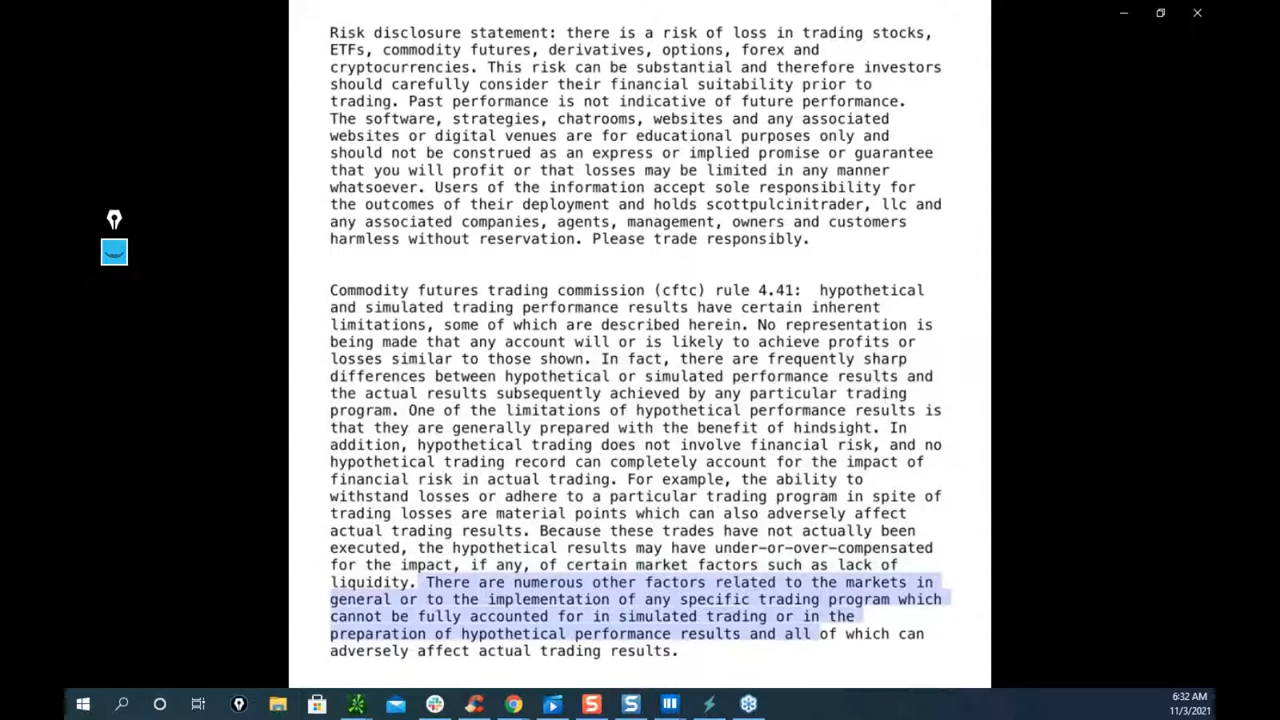 Risk disclosure statement: there is a risk of loss in trading stocks,
ETFs, commodity futures, derivatives, options, forex and
cryptocurrencies. This risk can be substantial and therefore investors
should carefully consider their financial suitability prior to
trading. Past performance is not indicative of future performance.
The software, strategies, chatrooms, websites and any associated
websites or digital venues are for educational purposes only and
should not be construed as an express or implied promise or guarantee
that you will profit or that losses may be limited in any manner
whatsoever. Users of the information accept sole responsibility for
the outcomes of their deployment and holds scottpulcinitrader, llc and
any associated companies, agents, management, owners and customers
harmless without reservation. Please trade responsibly.
Commodity futures trading commission (cftc) rule 4.41:  hypothetical
and simulated trading performance results have certain inherent
limitations, some of which are described herein. No representation is
being made that any account will or is likely to achieve profits or
losses similar to those shown. In fact, there are frequently sharp
differences between hypothetical or simulated performance results and
the actual results subsequently achieved by any particular trading
program. One of the limitations of hypothetical performance results is
that they are generally prepared with the benefit of hindsight. In
addition, hypothetical trading does not involve financial risk, and no
hypothetical trading record can completely account for the impact of
financial risk in actual trading. For example, the ability to
withstand losses or adhere to a particular trading program in spite of
trading losses are material points which can also adversely affect
actual trading results. Because these trades have not actually been
executed, the hypothetical results may have under-or-over-compensated
for the impact, if any, of certain market factors such as lack of
liquidity. There are numerous other factors related to the markets in
general or to the implementation of any specific trading program which
cannot be fully accounted for in simulated trading or in the
preparation of hypothetical performance results and all of which can
adversely affect actual trading results.
6:32 AM
11/3/2021